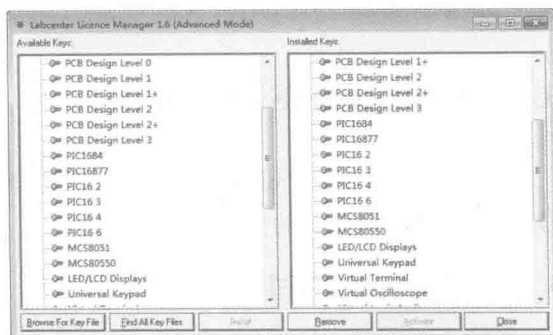 Labcenter Licence Manager 1.6 (Advanced Mode)
Available Keys:
PCB Design Level 0
PCB Design Level 1
PCB Design Level 1+
PCB Design Level 2
PCB Design Level 2+
PCB Design Level 3
PIC1684
PIC16877
PIC16 2
PIC16 3
PIC16 4
PIC16 6
MCS8051
MCS80550
LED/LCD Displays
Universal Keypad
Installed Keys:
PCB Design Level 1+
PCB Design Level 2
PCB Design Level 2+
PCB Design Level 3
PIC1684
PIC16877
PIC16 2
PIC16 3
PIC16 4
PIC16 6
MCS8051
MCS80550
LED/LCD Displays
Universal Keypad
Virtual Terminal
Virtual Oscilloscope
Browse For Key File
Find All Key Files
Install
Remove
Activate
Close